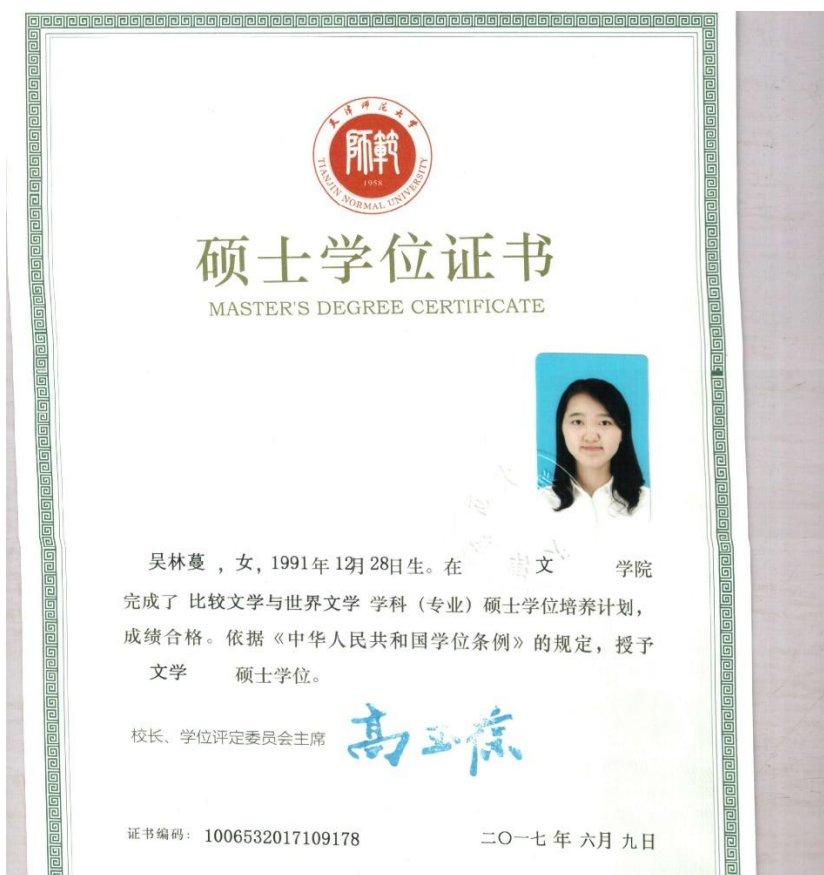 天津师范大学
師範
1958
TIANJIN NORMAL UNIVERSITY
硕士学位证书
MASTER'S DEGREE CERTIFICATE
吴林蔓 ，女，1991年 12月 28日生。在 文 学院
完成了 比较文学与世界文学 学科（专业）硕士学位培养计划，
成绩合格。依据《中华人民共和国学位条例》的规定，授予
文学 硕士学位。
校长、学位评定委员会主席 高玉葆
证书编码：1006532017109178 二〇一七 年 六月 九日